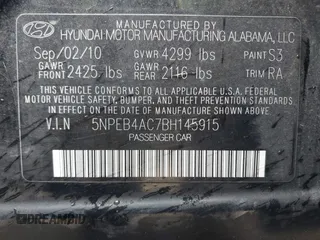 MANUFACTURED BY
HYUNDAI MOTOR MANUFACTURING ALABAMA, LLC
Sep/02/10 GVWR 4299 lbs PAINT S3
GAWR FRONT 2425 lbs GAWR REAR 2116 lbs TRIM RA
THIS VEHICLE CONFORMS TO ALL APPLICABLE
FEDERAL MOTOR VEHICLE SAFETY, BUMPER, AND
THEFT PREVENTION STANDARDS IN EFFECT ON
THE DATE OF MANUFACTURE SHOWN ABOVE.
V.I.N 5NPEB4AC7BH145915
PASSENGER CAR
DREAMBID